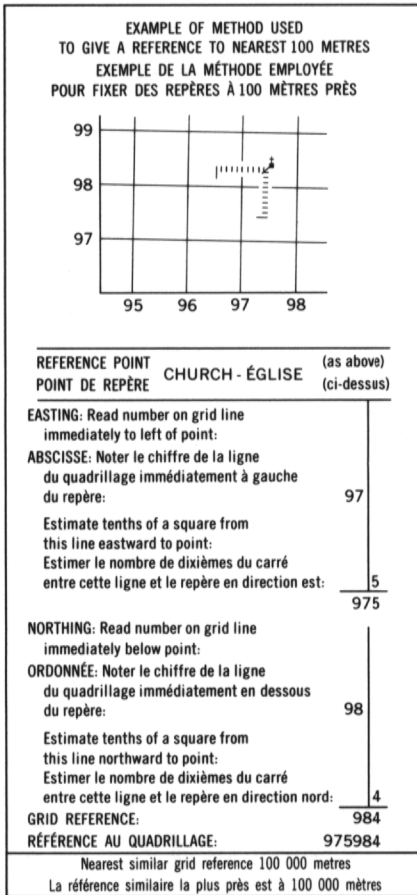 EXAMPLE OF METHOD USED
TO GIVE A REFERENCE TO NEAREST 100 METRES
EXEMPLE DE LA MÉTHODE EMPLOYÉE
POUR FIXER DES REPÈRES À 100 MÈTRES PRÈS
99
98
97
95 96 97 98
REFERENCE POINT CHURCH - ÉGLISE (as above)
POINT DE REPÈRE (ci-dessus)
EASTING: Read number on grid line
immediately to left of point:
ABSCISSE: Noter le chiffre de la ligne
du quadrillage immédiatement à gauche
du repère: 97
Estimate tenths of a square from
this line eastward to point:
Estimer le nombre de dixièmes du carré
entre cette ligne et le repère en direction est: 5
975
NORTHING: Read number on grid line
immediately below point:
ORDONNÉE: Noter le chiffre de la ligne
du quadrillage immédiatement en dessous
du repère: 98
Estimate tenths of a square from
this line northward to point:
Estimer le nombre de dixièmes du carré
entre cette ligne et le repère en direction nord: 4
GRID REFERENCE: 984
RÉFÉRENCE AU QUADRILLAGE: 975984
Nearest similar grid reference 100 000 metres
La référence similaire la plus près est à 100 000 mètres